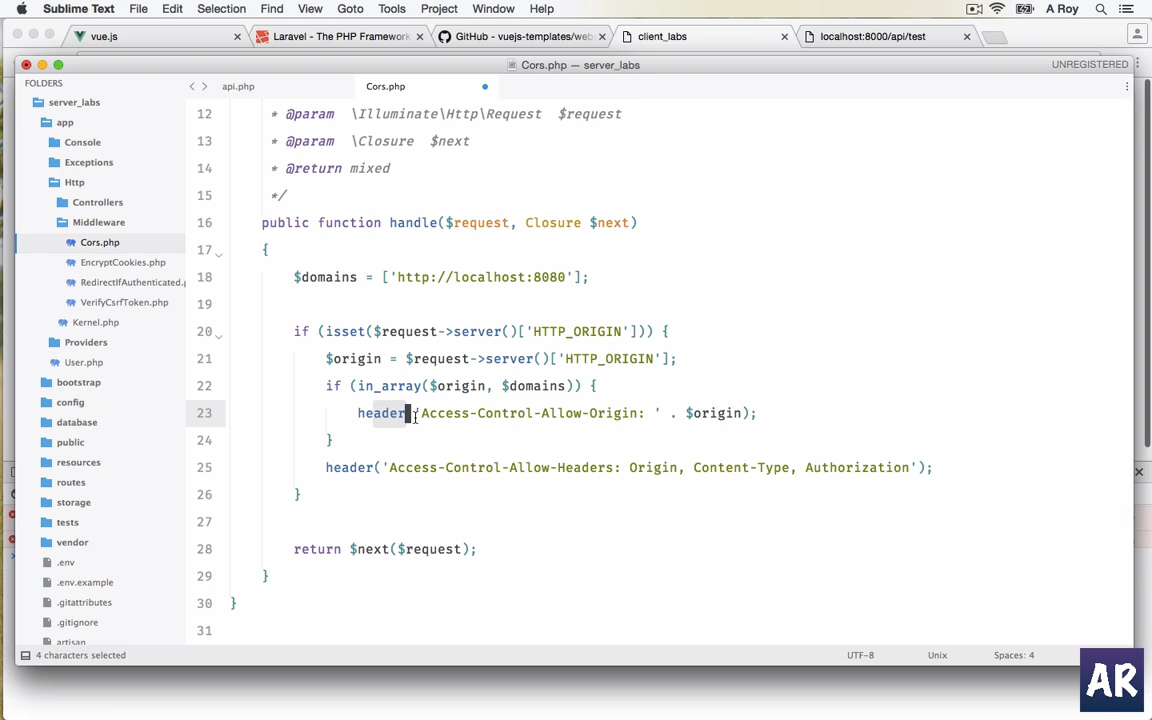 Sublime Text File Edit Selection Find View Goto Tools Project Window Help A Roy
vue.js Laravel - The PHP Framework GitHub - vuejs-templates/web client_labs localhost:8000/api/test
Cors.php — server_labs UNREGISTERED
FOLDERS
server_labs
app
Console
Exceptions
Http
Controllers
Middleware
Cors.php
EncryptCookies.php
RedirectIfAuthenticated.p
VerifyCsrfToken.php
Kernel.php
Providers
User.php
bootstrap
config
database
public
resources
routes
storage
tests
vendor
.env
.env.example
.gitattributes
.gitignore
artisan
api.php Cors.php
12 * @param \Illuminate\Http\Request $request
13 * @param \Closure $next
14 * @return mixed
15 */
16 public function handle($request, Closure $next)
17 {
18 $domains = ['http://localhost:8080'];
19
20 if (isset($request->server()['HTTP_ORIGIN'])) {
21 $origin = $request->server()['HTTP_ORIGIN'];
22 if (in_array($origin, $domains)) {
23 header('Access-Control-Allow-Origin: ' . $origin);
24 }
25 header('Access-Control-Allow-Headers: Origin, Content-Type, Authorization');
26 }
27
28 return $next($request);
29 }
30 }
31
4 characters selected UTF-8 Unix Spaces: 4
AR